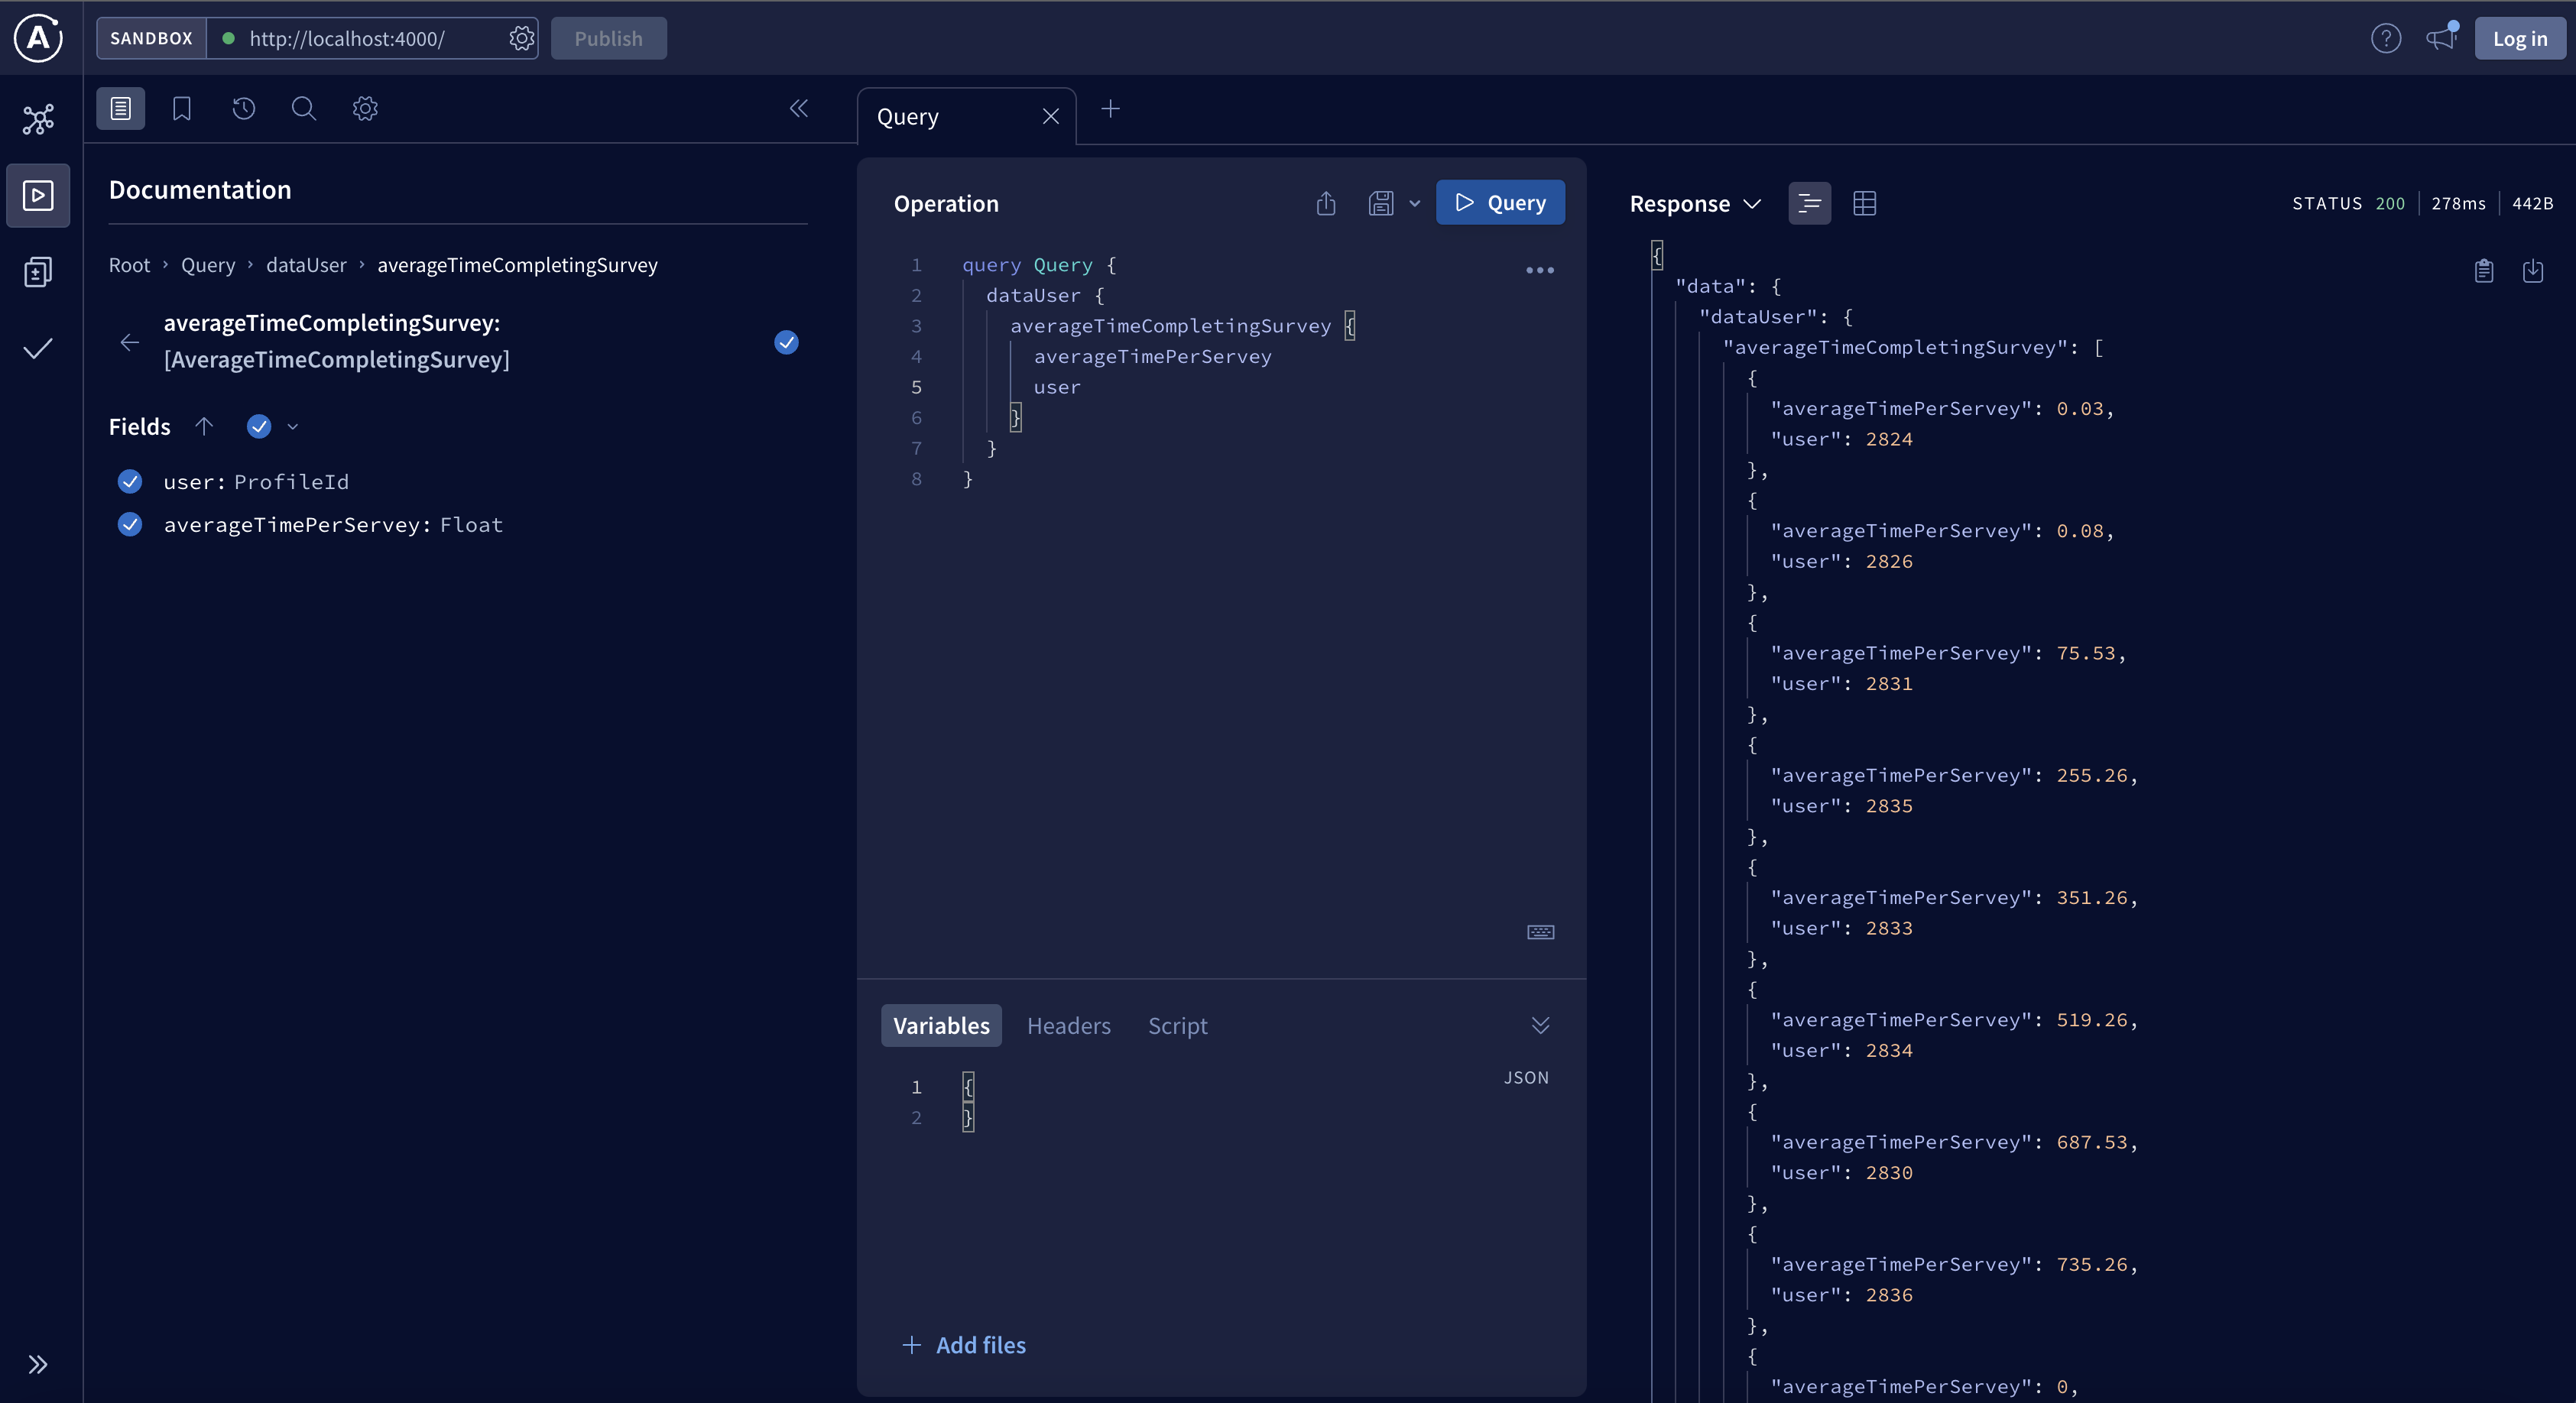 SANDBOX
http://localhost:4000/
Publish
Log in
Documentation
Root › Query › dataUser › averageTimeCompletingSurvey
averageTimeCompletingSurvey:
[AverageTimeCompletingSurvey]
Fields
user: ProfileId
averageTimePerServey: Float
Query
Operation
Query
1 query Query {
2 dataUser {
3 averageTimeCompletingSurvey {
4 averageTimePerServey
5 user
6 }
7 }
8 }
Variables
Headers
Script
JSON
1 {
2 }
Add files
Response
STATUS 200
278ms
442B
{
"data": {
"dataUser": {
"averageTimeCompletingSurvey": [
{
"averageTimePerServey": 0.03,
"user": 2824
},
{
"averageTimePerServey": 0.08,
"user": 2826
},
{
"averageTimePerServey": 75.53,
"user": 2831
},
{
"averageTimePerServey": 255.26,
"user": 2835
},
{
"averageTimePerServey": 351.26,
"user": 2833
},
{
"averageTimePerServey": 519.26,
"user": 2834
},
{
"averageTimePerServey": 687.53,
"user": 2830
},
{
"averageTimePerServey": 735.26,
"user": 2836
},
{
"averageTimePerServey": 0,